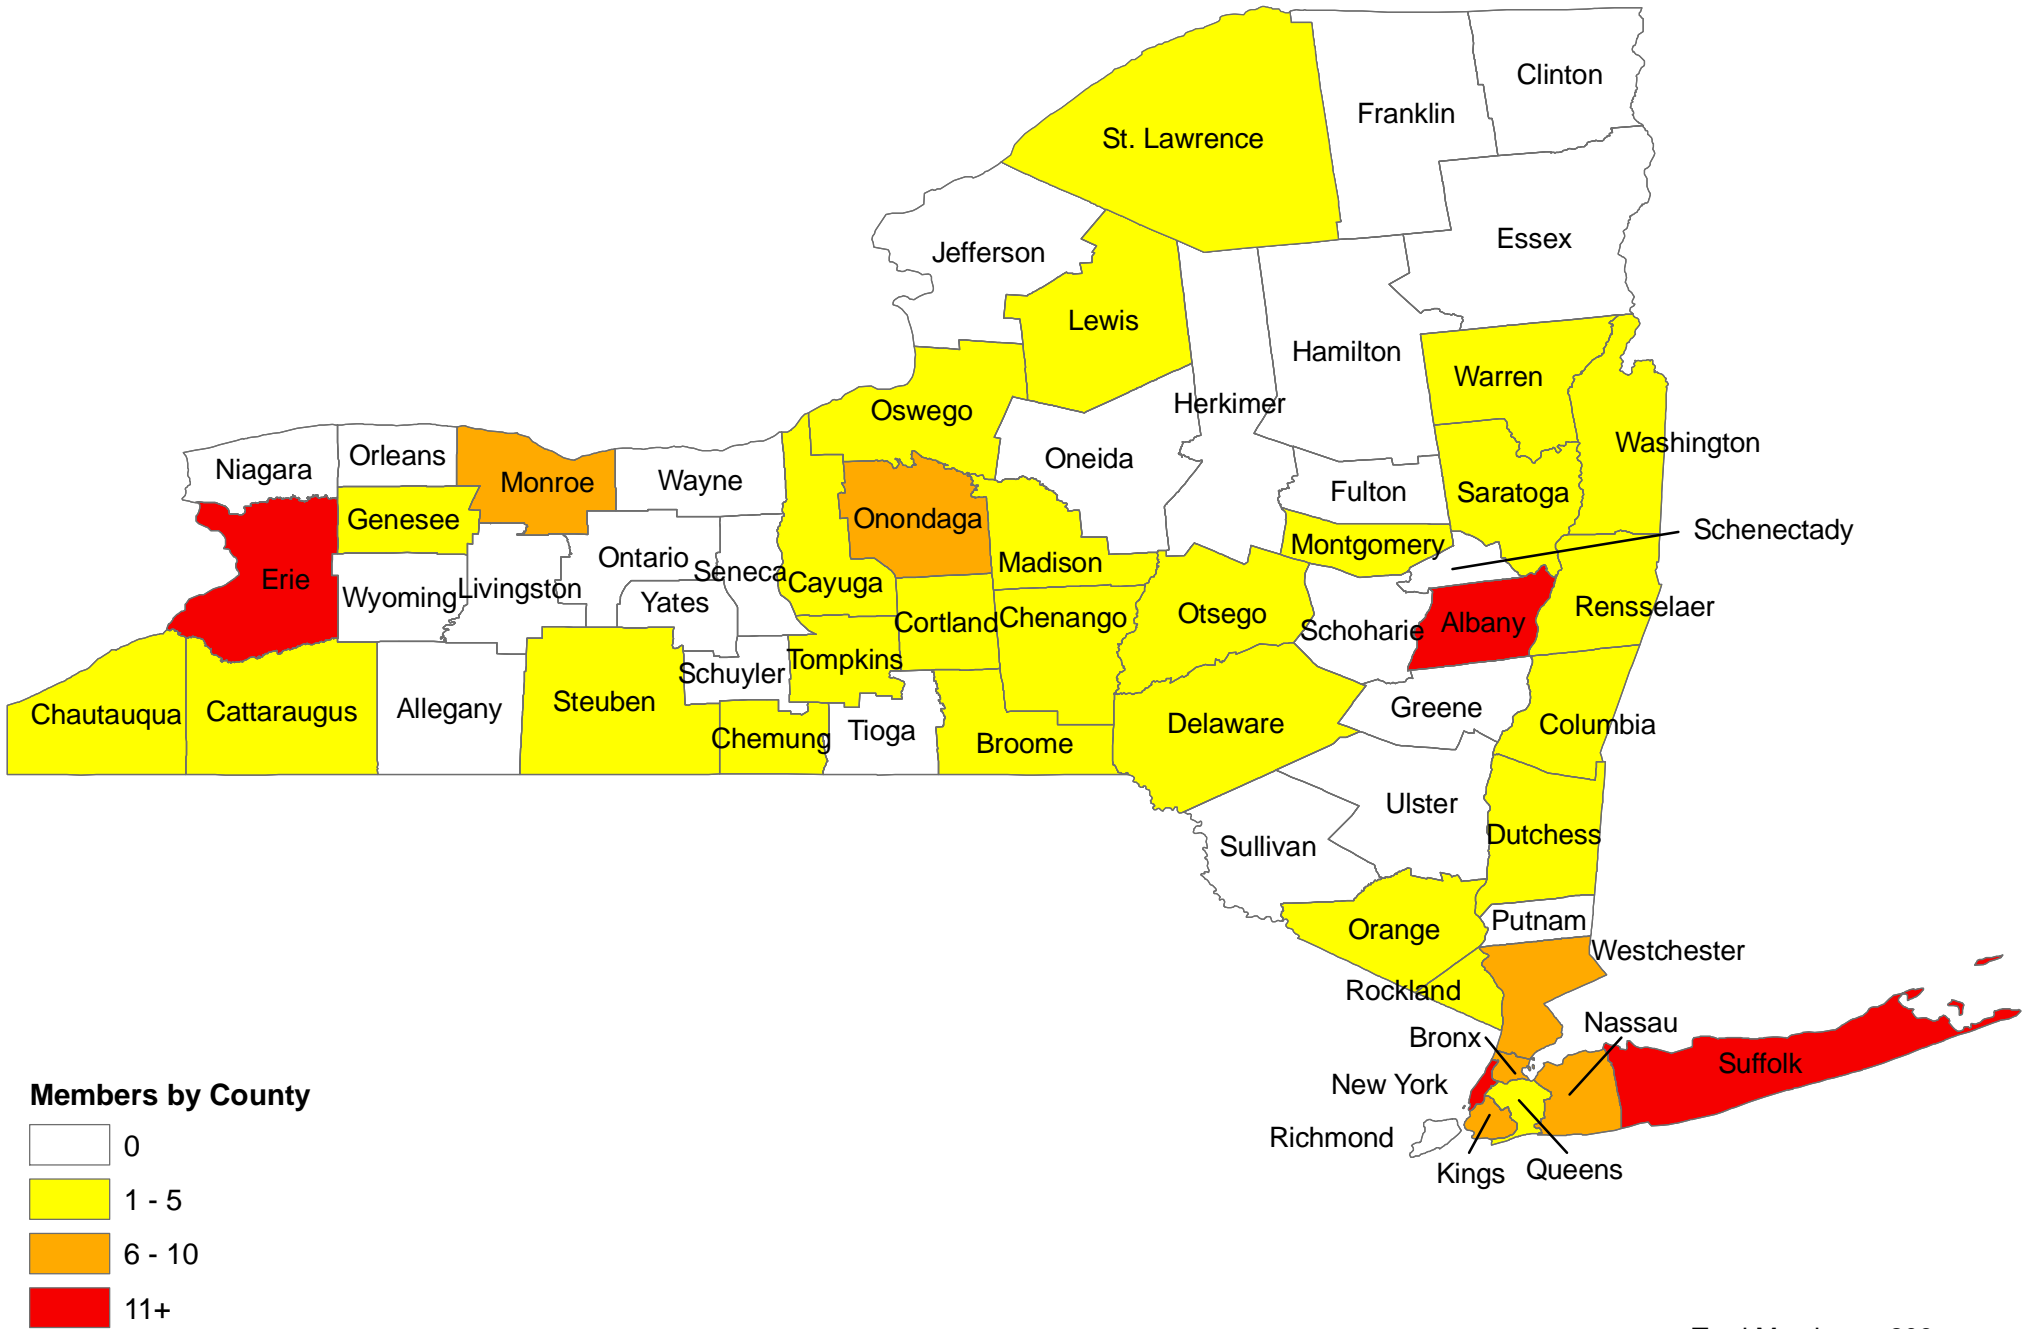 Clinton
Franklin
St. Lawrence
Essex
Jefferson
Lewis
Hamilton
Warren
Herkimer
Oswego
Washington
Oneida
Orleans
Niagara
Wayne
Monroe
Fulton
Saratoga
Genesee
Onondaga
Schenectady
Montgomery
Ontario
Madison
Seneca
Erie
Cayuga
Livingston
Wyoming
Yates
Rensselaer
Otsego
Chenango
Cortland
Albany
Schoharie
Tompkins
Schuyler
Steuben
Greene
Allegany
Cattaraugus
Chautauqua
Delaware
Columbia
Tioga
Chemung
Broome
Ulster
Dutchess
Sullivan
Putnam
Orange
Westchester
Rockland
Nassau
Bronx
Suffolk
New York
Richmond
Queens
Kings
Members by County
0
1 - 5
6 - 10
11+